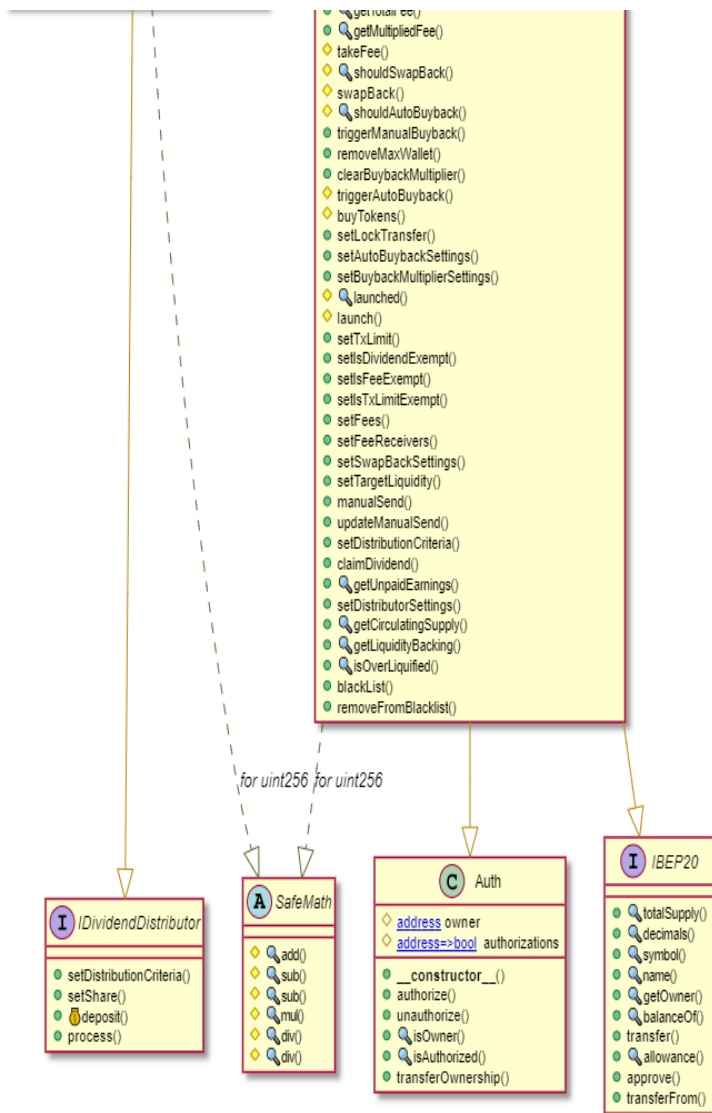 getTotalFee()
getMultipliedFee()
takeFee()
shouldSwapBack()
swapBack()
shouldAutoBuyback()
triggerManualBuyback()
removeMaxWallet()
clearBuybackMultiplier()
triggerAutoBuyback()
buyTokens()
setLockTransfer()
setAutoBuybackSettings()
setBuybackMultiplierSettings()
launched()
launch()
setTxLimit()
setIsDividendExempt()
setIsFeeExempt()
setIsTxLimitExempt()
setFees()
setFeeReceivers()
setSwapBackSettings()
setTargetLiquidity()
manualSend()
updateManualSend()
setDistributionCriteria()
claimDividend()
getUnpaidEarnings()
setDistributorSettings()
getCirculatingSupply()
getLiquidityBacking()
isOverLiquified()
blackList()
removeFromBlacklist()
for uint256 for uint256
I IDividendDistributor
setDistributionCriteria()
setShare()
deposit()
process()
A SafeMath
add()
sub()
sub()
mul()
div()
div()
C Auth
address owner
address=>bool authorizations
__constructor__()
authorize()
unauthorize()
isOwner()
isAuthorized()
transferOwnership()
I IBEP20
totalSupply()
decimals()
symbol()
name()
getOwner()
balanceOf()
transfer()
allowance()
approve()
transferFrom()